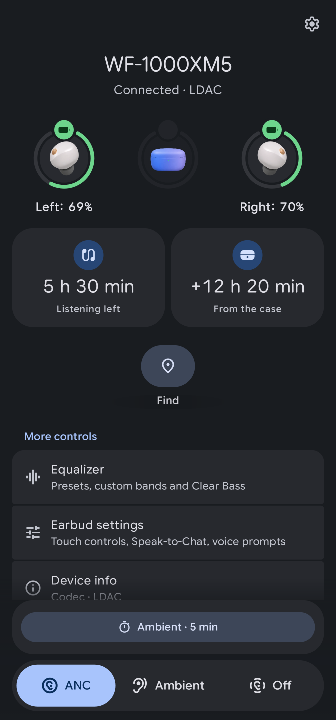 WF-1000XM5
Connected · LDAC
Left: 69%
Right: 70%
5 h 30 min
Listening left
+12 h 20 min
From the case
Find
More controls
Equalizer
Presets, custom bands and Clear Bass
Earbud settings
Touch controls, Speak-to-Chat, voice prompts
Device info
Codec · LDAC
Ambient · 5 min
ANC
Ambient
Off